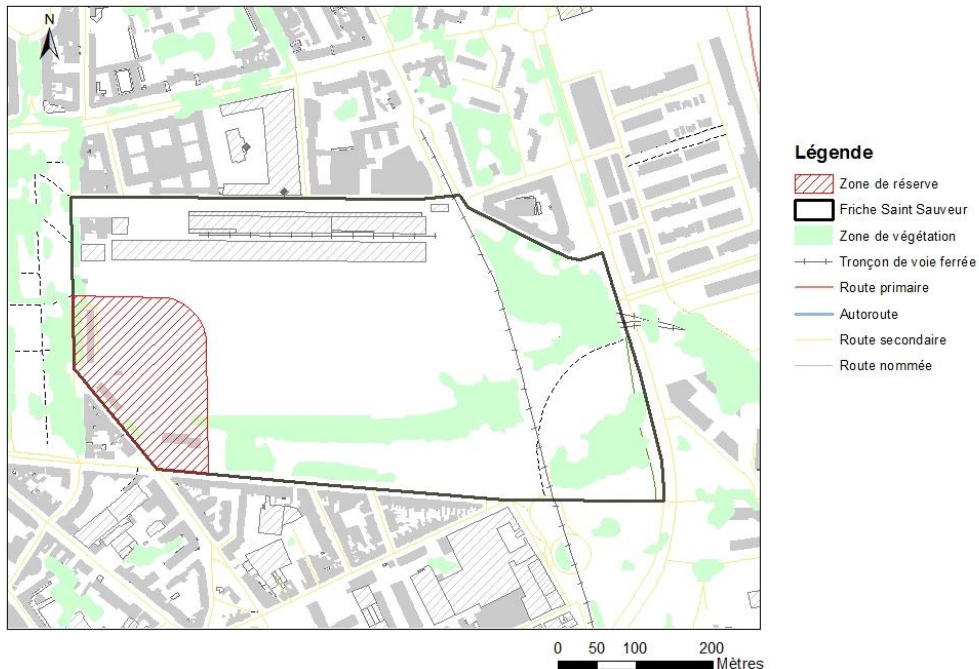 N
Légende
Zone de réserve
Friche Saint Sauveur
Zone de végétation
Tronçon de voie ferrée
Route primaire
Autoroute
Route secondaire
Route nommée
0 50 100 200
Mètres